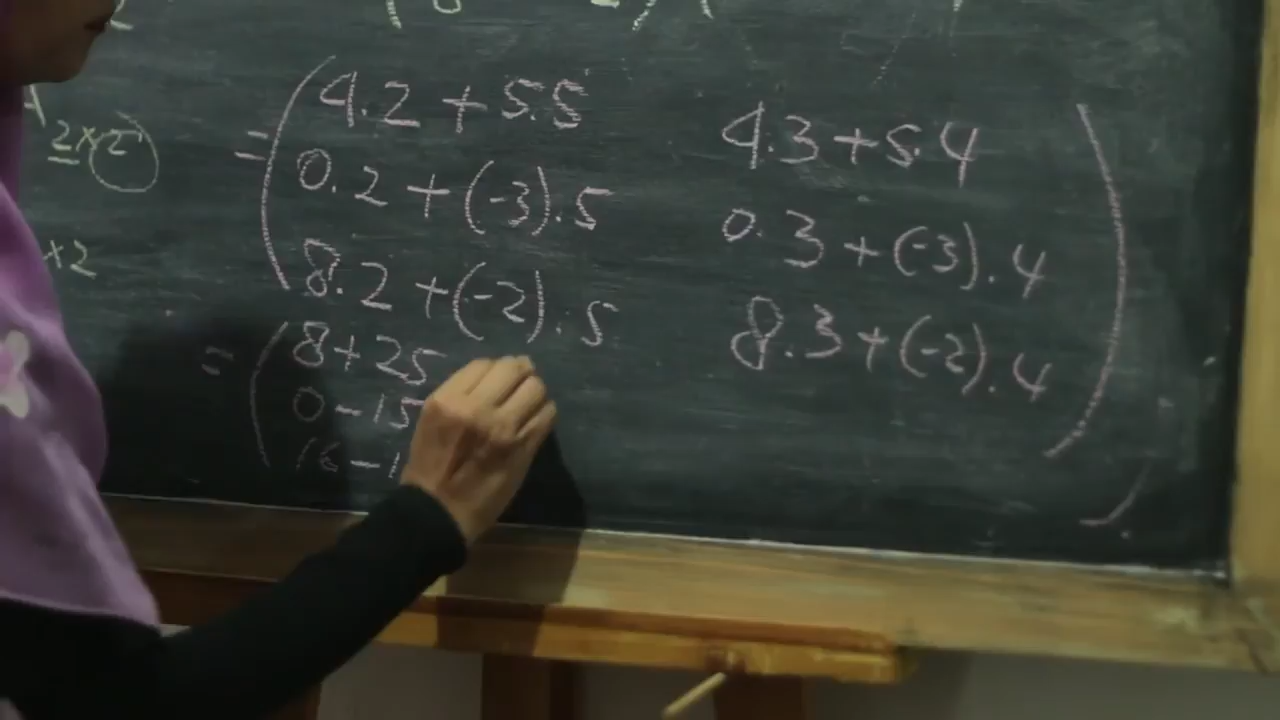 2×2
×2
= ( 4.2 + 5.5   4.3 + 5.4 )
0.2 + (-3).5   0.3 + (-3).4
8.2 + (-2).5   8.3 + (-2).4
= ( 8 + 25
0 - 15
16 - 1